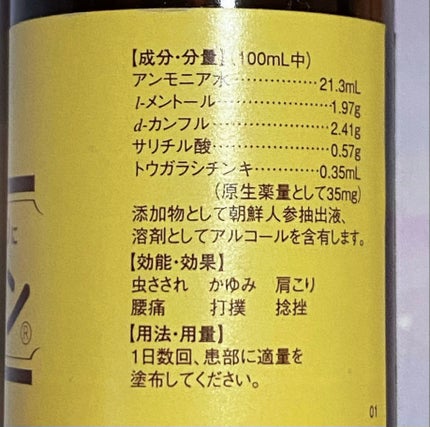 【成分・分量】(100mL中)
アンモニア水……………21.3mL
l-メントール……………1.97g
d-カンフル………………2.41g
サリチル酸………………0.57g
トウガラシチンキ………0.35mL
(原生薬量として35mg)
添加物として朝鮮人参抽出液、
溶剤としてアルコールを含有します。
【効能・効果】
虫さされ かゆみ 肩こり
腰痛 打撲 捻挫
【用法・用量】
1日数回、患部に適量を
塗布してください。
ン®
01